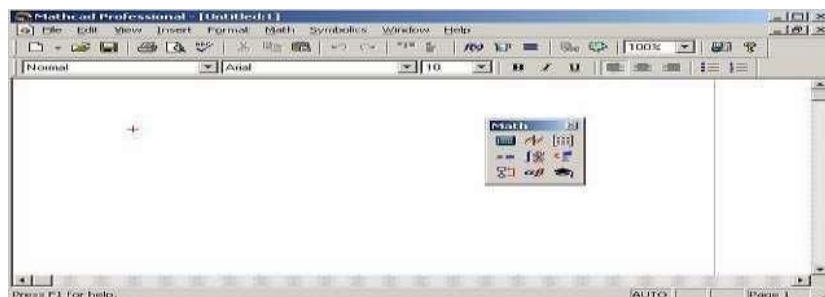 Mathcad Professional - [Untitled:1]
File Edit View Insert Format Math Symbolics Window Help
100%
Normal Arial 10 B I U
Math
αβ
Press F1 for help. AUTO Page 1